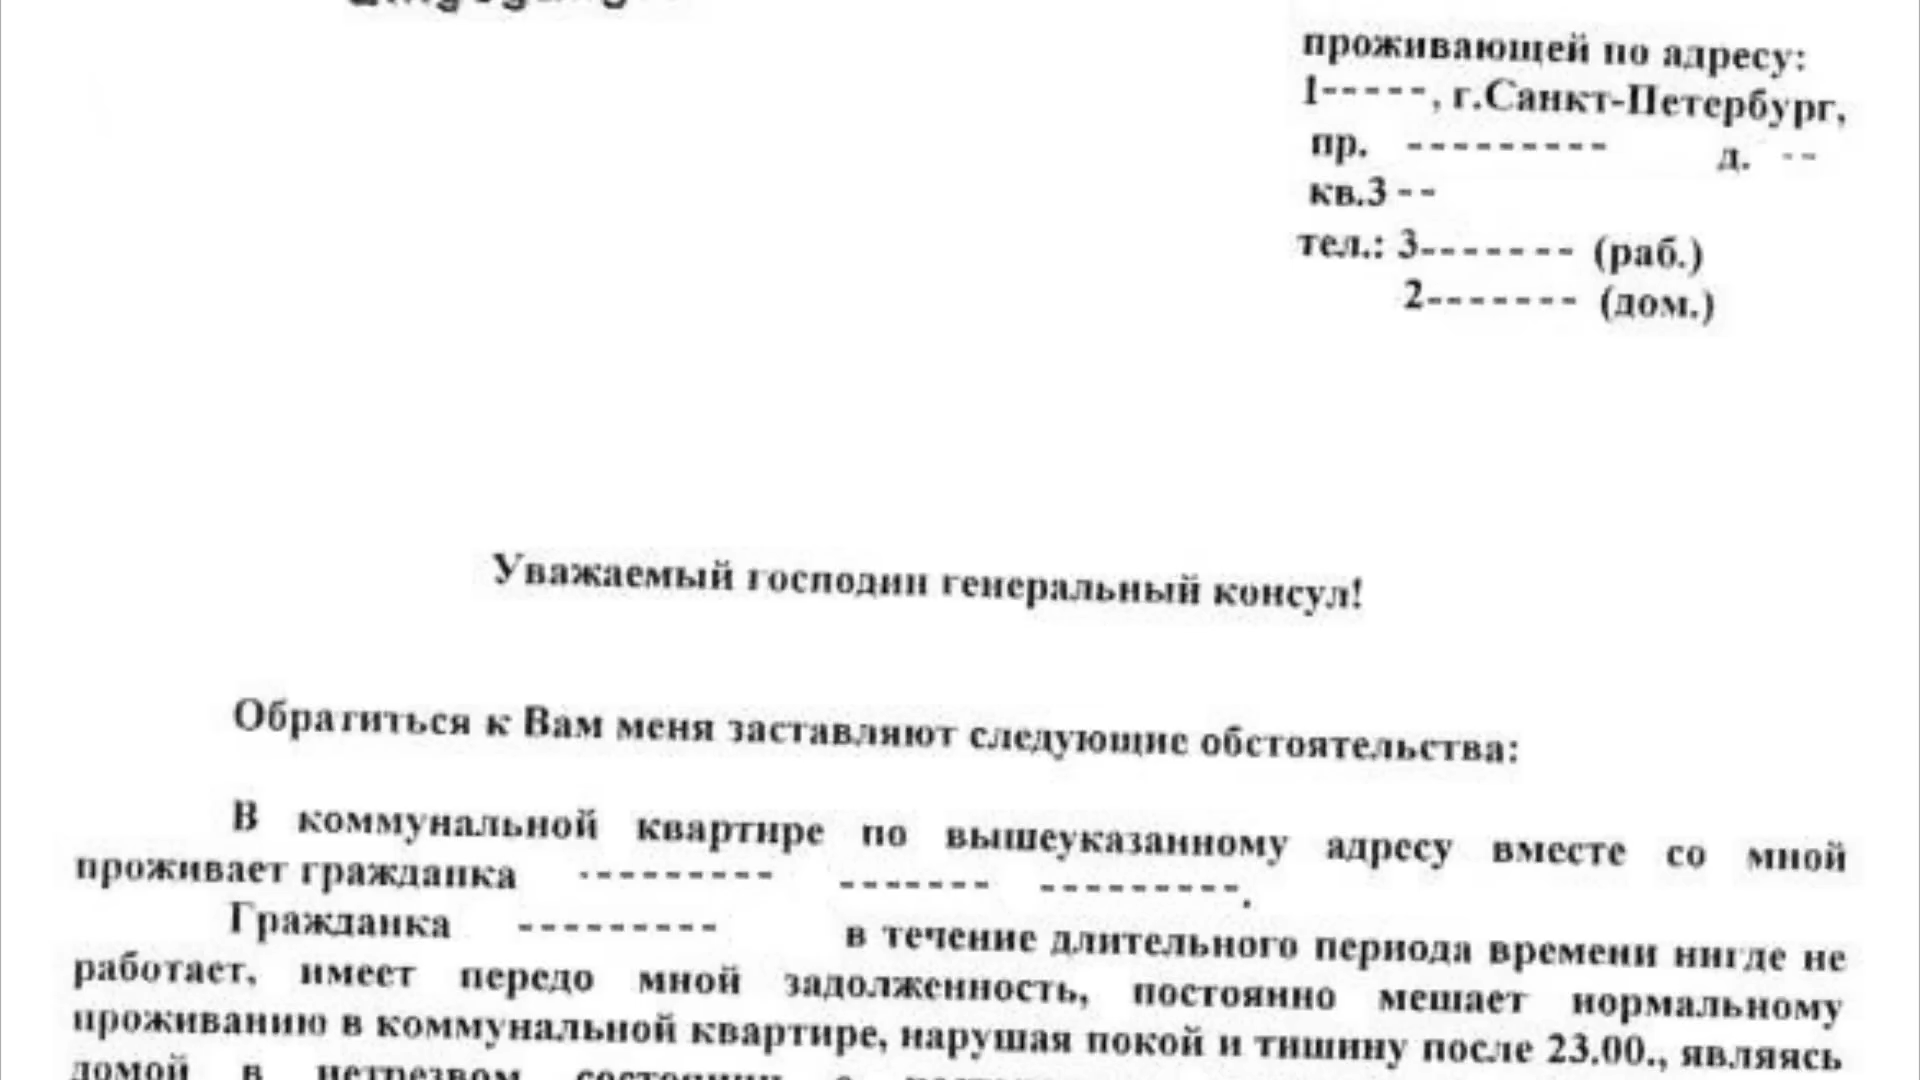 проживающей по адресу:
1-----, г.Санкт-Петербург,
пр. --------- д. --
кв.3--
тел.: 3------- (раб.)
2------- (дом.)
Уважаемый господин генеральный консул!
Обратиться к Вам меня заставляют следующие обстоятельства:
В коммунальной квартире по вышеуказанному адресу вместе со мной
проживает гражданка --------- ------- ---------.
Гражданка --------- в течение длительного периода времени нигде не
работает, имеет передо мной задолженность, постоянно мешает нормальному
проживанию в коммунальной квартире, нарушая покой и тишину после 23.00., являясь
домой в нетрезвом состоянии с